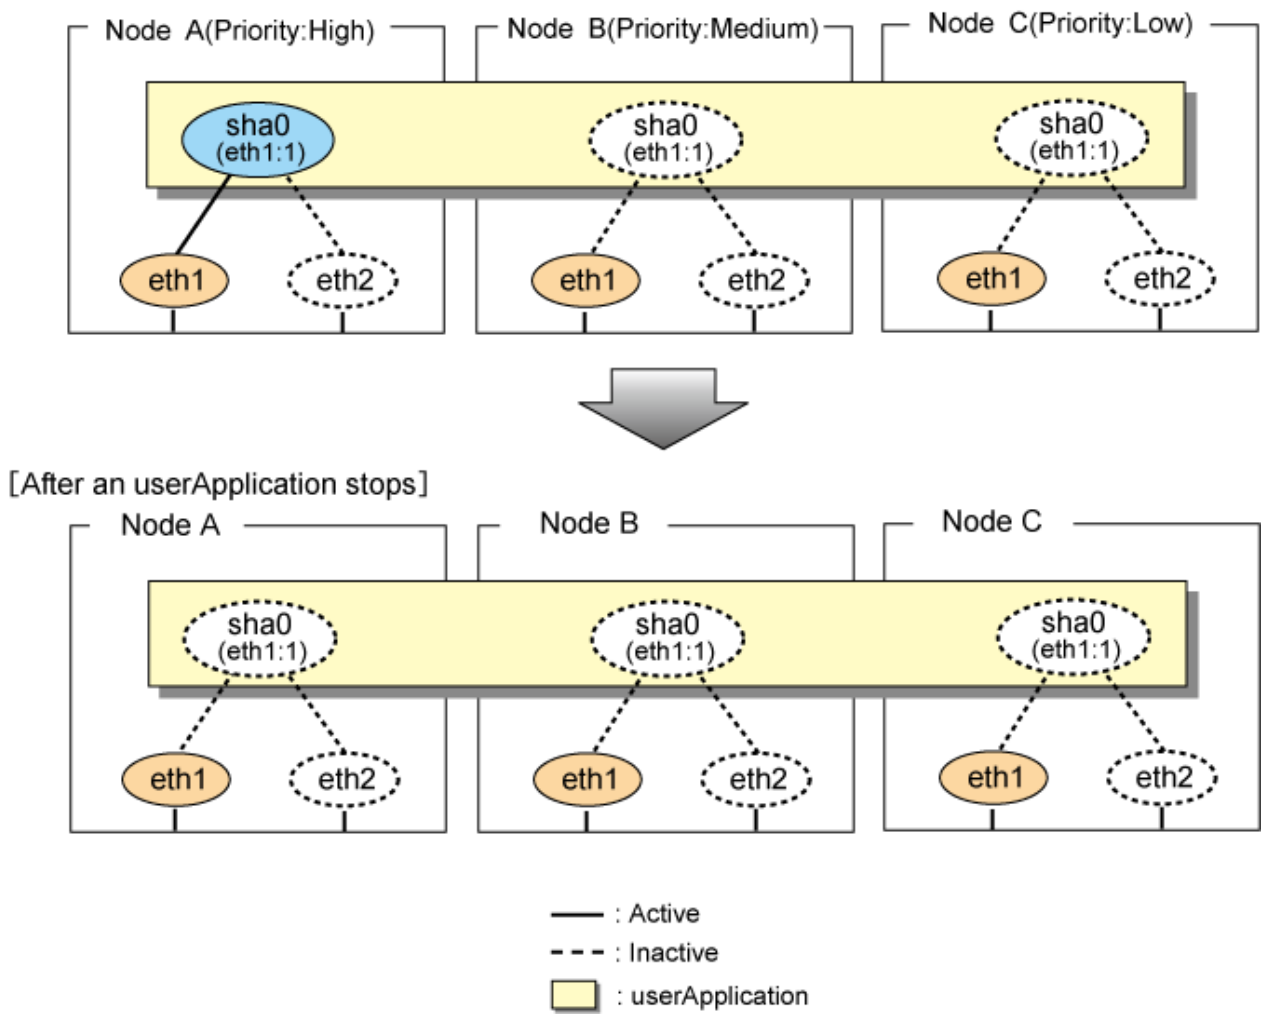 Node A(Priority:High)
Node B(Priority:Medium)
Node C(Priority:Low)
sha0
(eth1:1)
sha0
(eth1:1)
sha0
(eth1:1)
eth1
eth2
eth1
eth2
eth1
eth2
[After an userApplication stops]
Node A
Node B
Node C
sha0
(eth1:1)
sha0
(eth1:1)
sha0
(eth1:1)
eth1
eth2
eth1
eth2
eth1
eth2
: Active
: Inactive
: userApplication